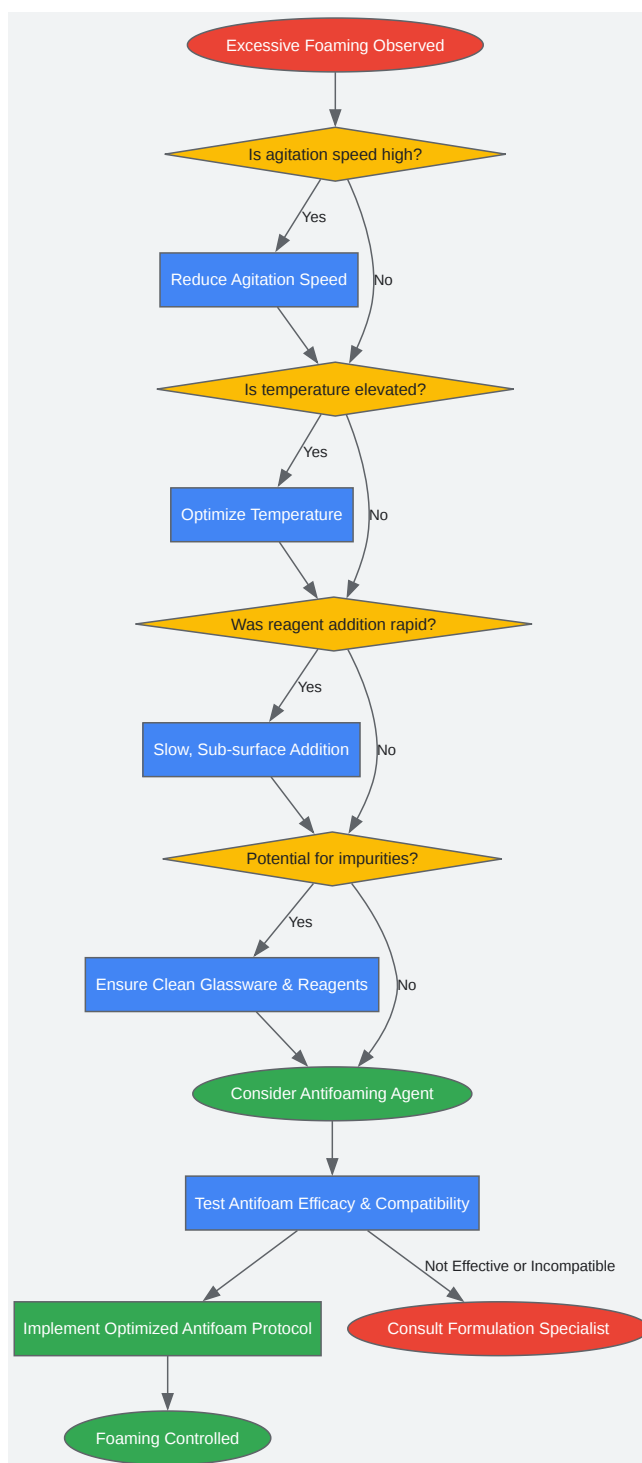 Excessive Foaming Observed
Is agitation speed high?
Yes
Reduce Agitation Speed
No
Is temperature elevated?
Yes
Optimize Temperature
No
Was reagent addition rapid?
Yes
Slow, Sub-surface Addition
No
Potential for impurities?
Yes
Ensure Clean Glassware & Reagents
No
Consider Antifoaming Agent
Test Antifoam Efficacy & Compatibility
Not Effective or Incompatible
Implement Optimized Antifoam Protocol
Consult Formulation Specialist
Foaming Controlled